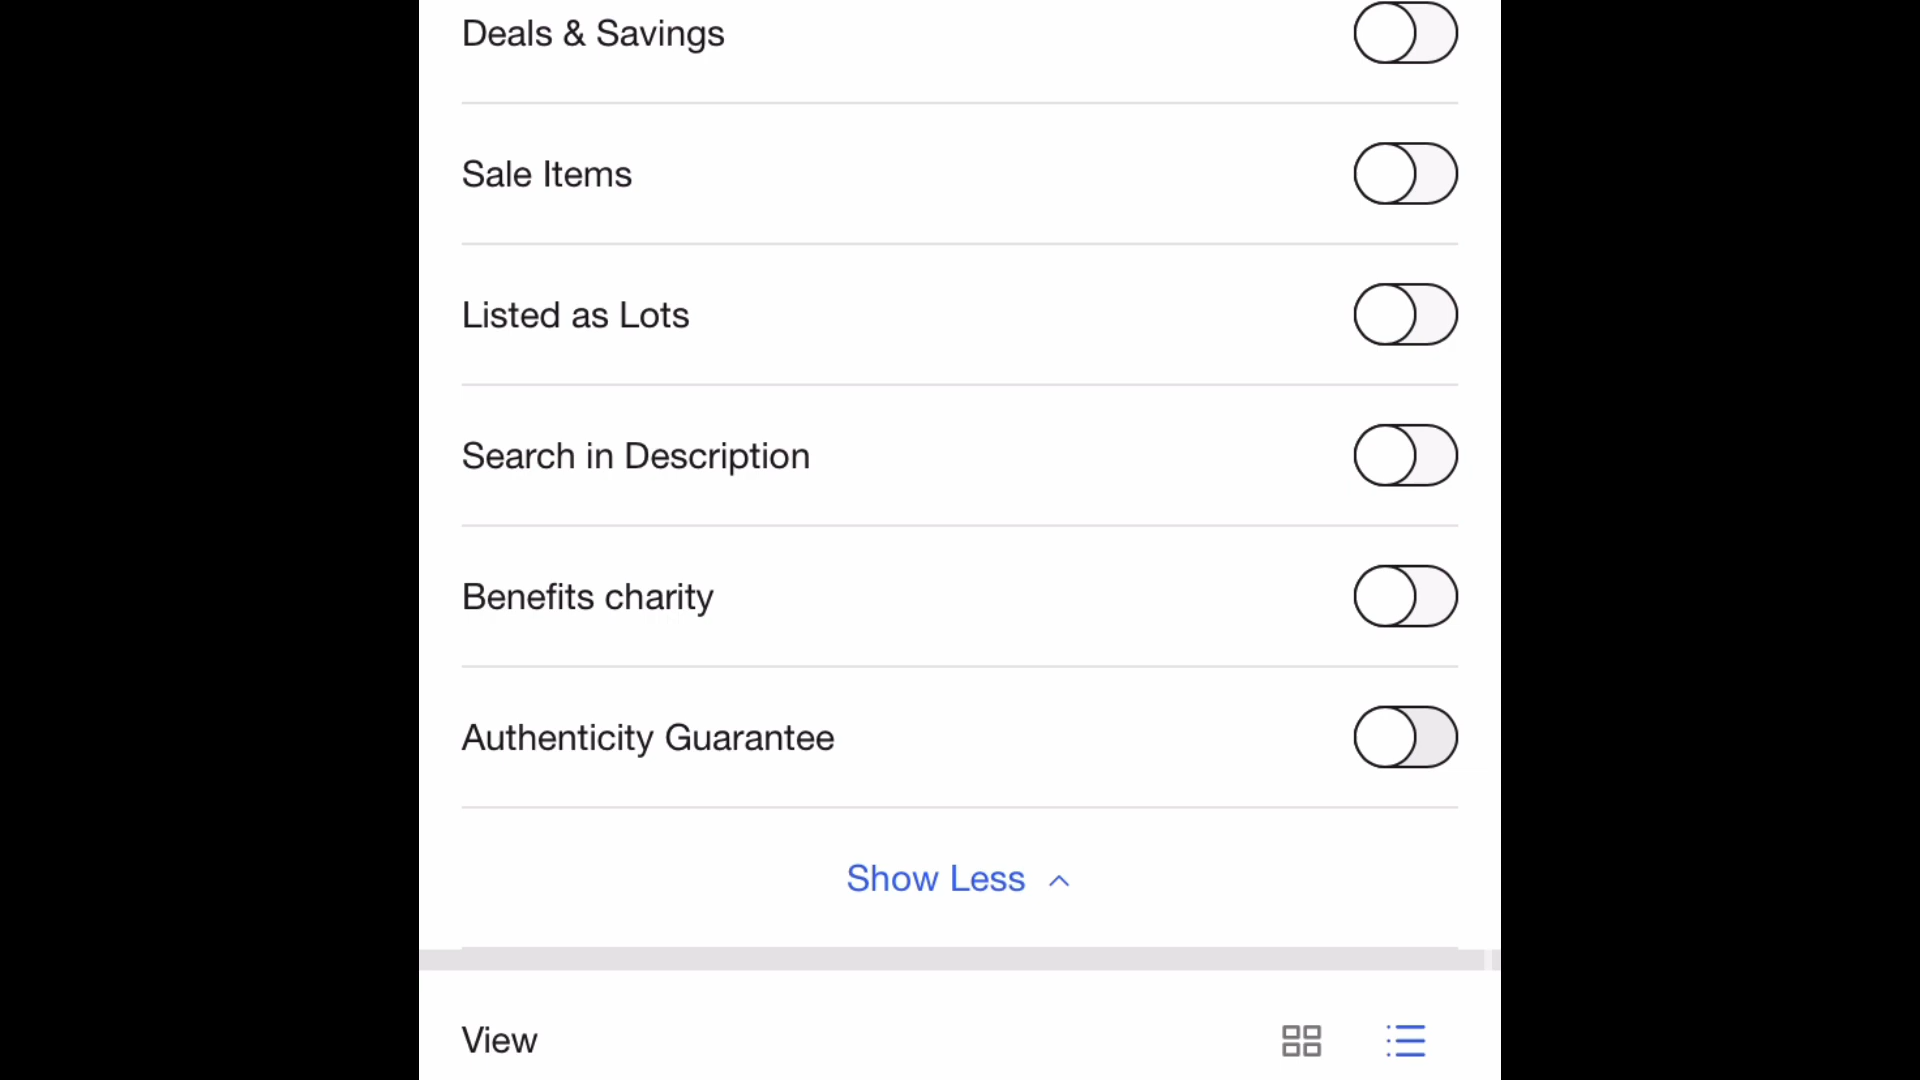 Deals & Savings
Sale Items
Listed as Lots
Search in Description
Benefits charity
Authenticity Guarantee
Show Less
View